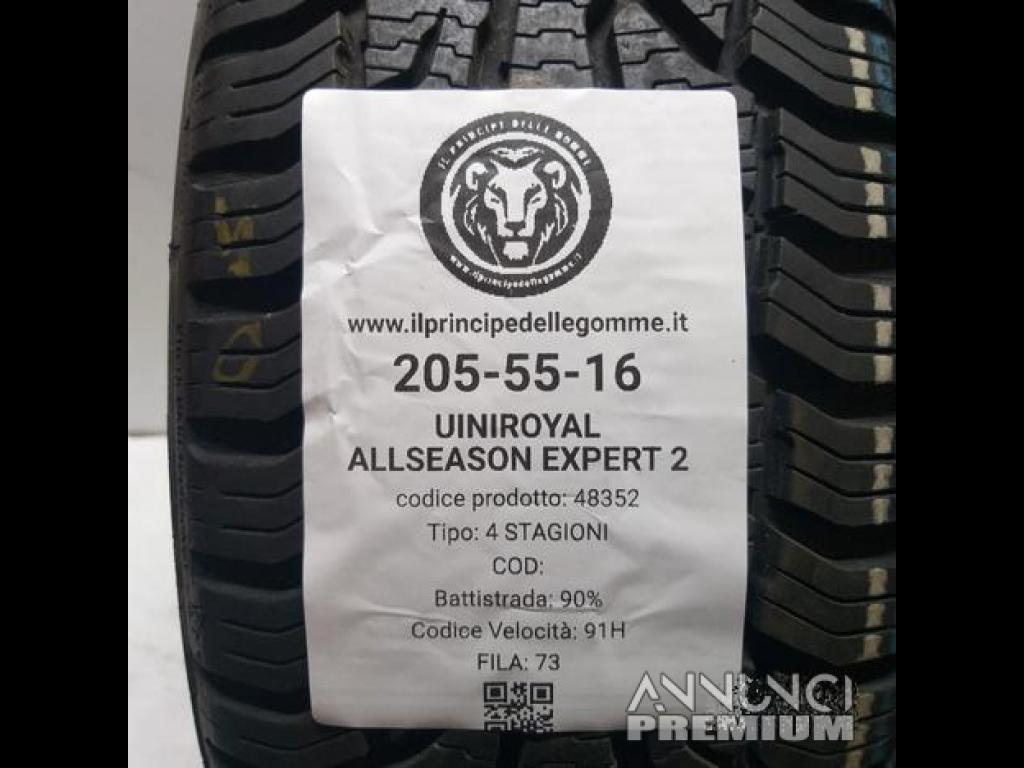 IL PRINCIPE DELLE GOMME
www.ilprincipedellegomme.it
www.ilprincipedellegomme.it
205-55-16
UINIROYAL
ALLSEASON EXPERT 2
codice prodotto: 48352
Tipo: 4 STAGIONI
COD:
Battistrada: 90%
Codice Velocità: 91H
FILA: 73
ANNUNCI
PREMIUM